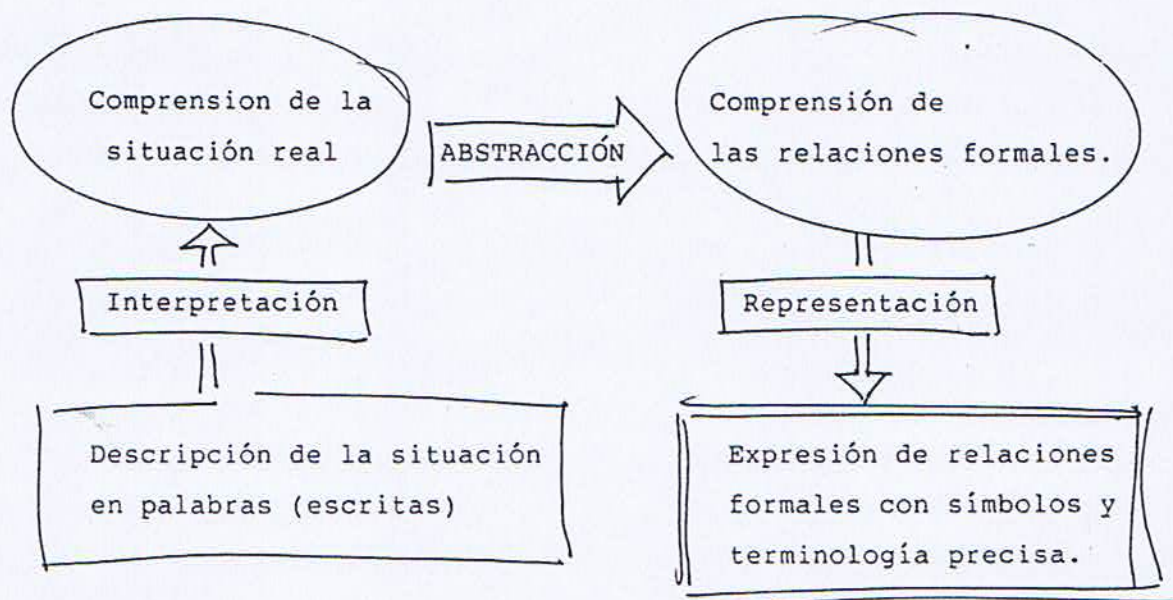 Comprension de la
situación real
ABSTRACCIÓN
Comprensión de
las relaciones formales.
Interpretación
Representación
Descripción de la situación
en palabras (escritas)
Expresión de relaciones
formales con símbolos y
terminología precisa.